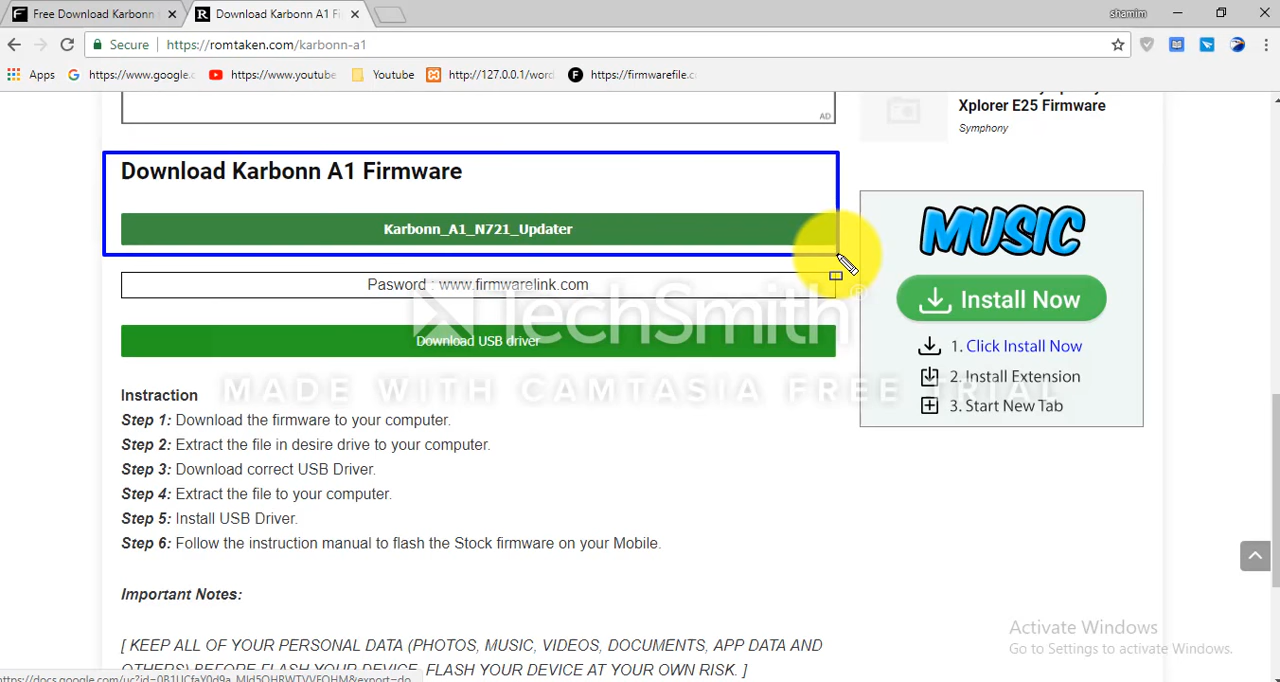 Free Download Karbonn
Download Karbonn A1 Fi
shamim
Secure
https://romtaken.com/karbonn-a1
Apps
https://www.google.
https://www.youtube
Youtube
http://127.0.0.1/word
https://firmwarefile.c
AD
Xplorer E25 Firmware
Symphony
Download Karbonn A1 Firmware
Karbonn_A1_N721_Updater
Pasword : www.firmwarelink.com
Download USB driver
MUSIC
Install Now
1. Click Install Now
2. Install Extension
3. Start New Tab
TechSmith®
MADE WITH CAMTASIA FREE TRIAL
Instraction
Step 1: Download the firmware to your computer.
Step 2: Extract the file in desire drive to your computer.
Step 3: Download correct USB Driver.
Step 4: Extract the file to your computer.
Step 5: Install USB Driver.
Step 6: Follow the instruction manual to flash the Stock firmware on your Mobile.
Important Notes:
[ KEEP ALL OF YOUR PERSONAL DATA (PHOTOS, MUSIC, VIDEOS, DOCUMENTS, APP DATA AND
OTHERS) BEFORE FLASH YOUR DEVICE, FLASH YOUR DEVICE AT YOUR OWN RISK. ]
Activate Windows
Go to Settings to activate Windows.